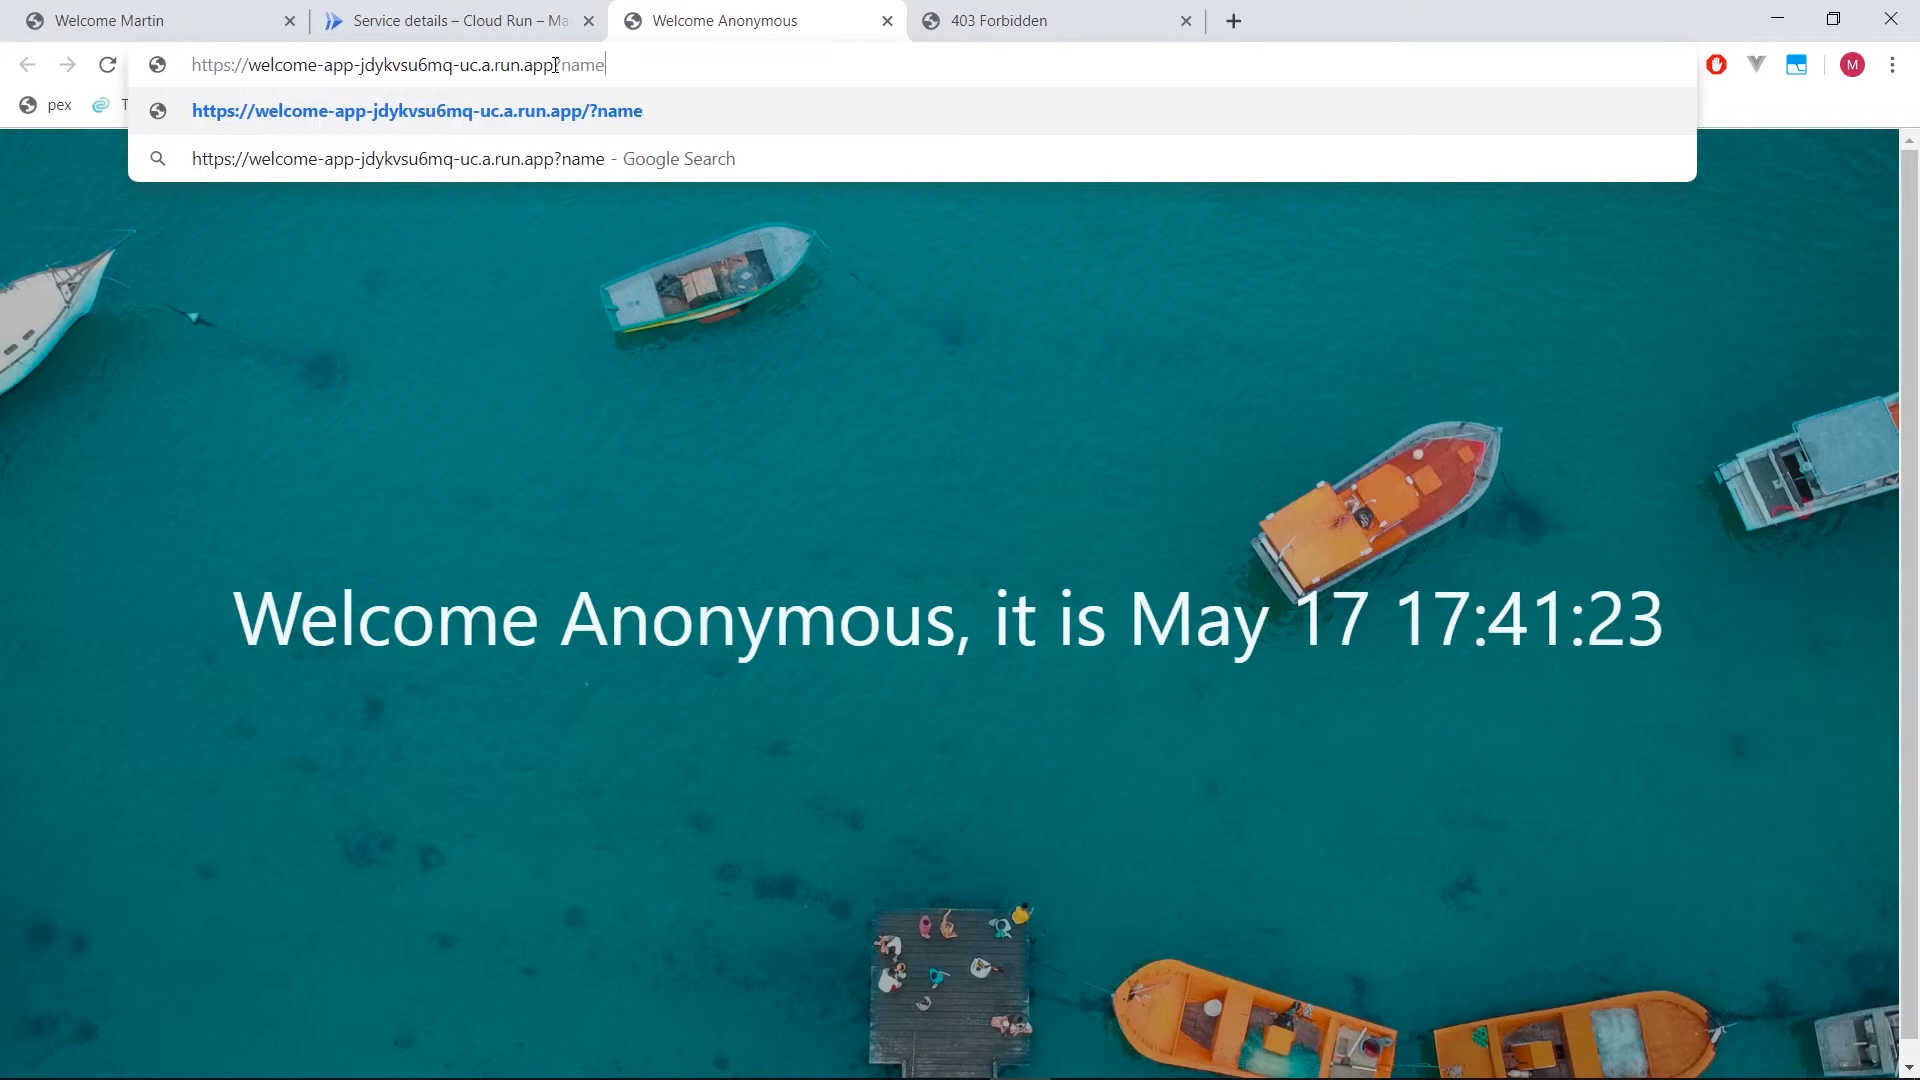 Welcome Martin
Service details – Cloud Run – Ma
Welcome Anonymous
403 Forbidden
https://welcome-app-jdykvsu6mq-uc.a.run.app?name
M
pex
T
https://welcome-app-jdykvsu6mq-uc.a.run.app/?name
https://welcome-app-jdykvsu6mq-uc.a.run.app?name - Google Search
Welcome Anonymous, it is May 17 17:41:23